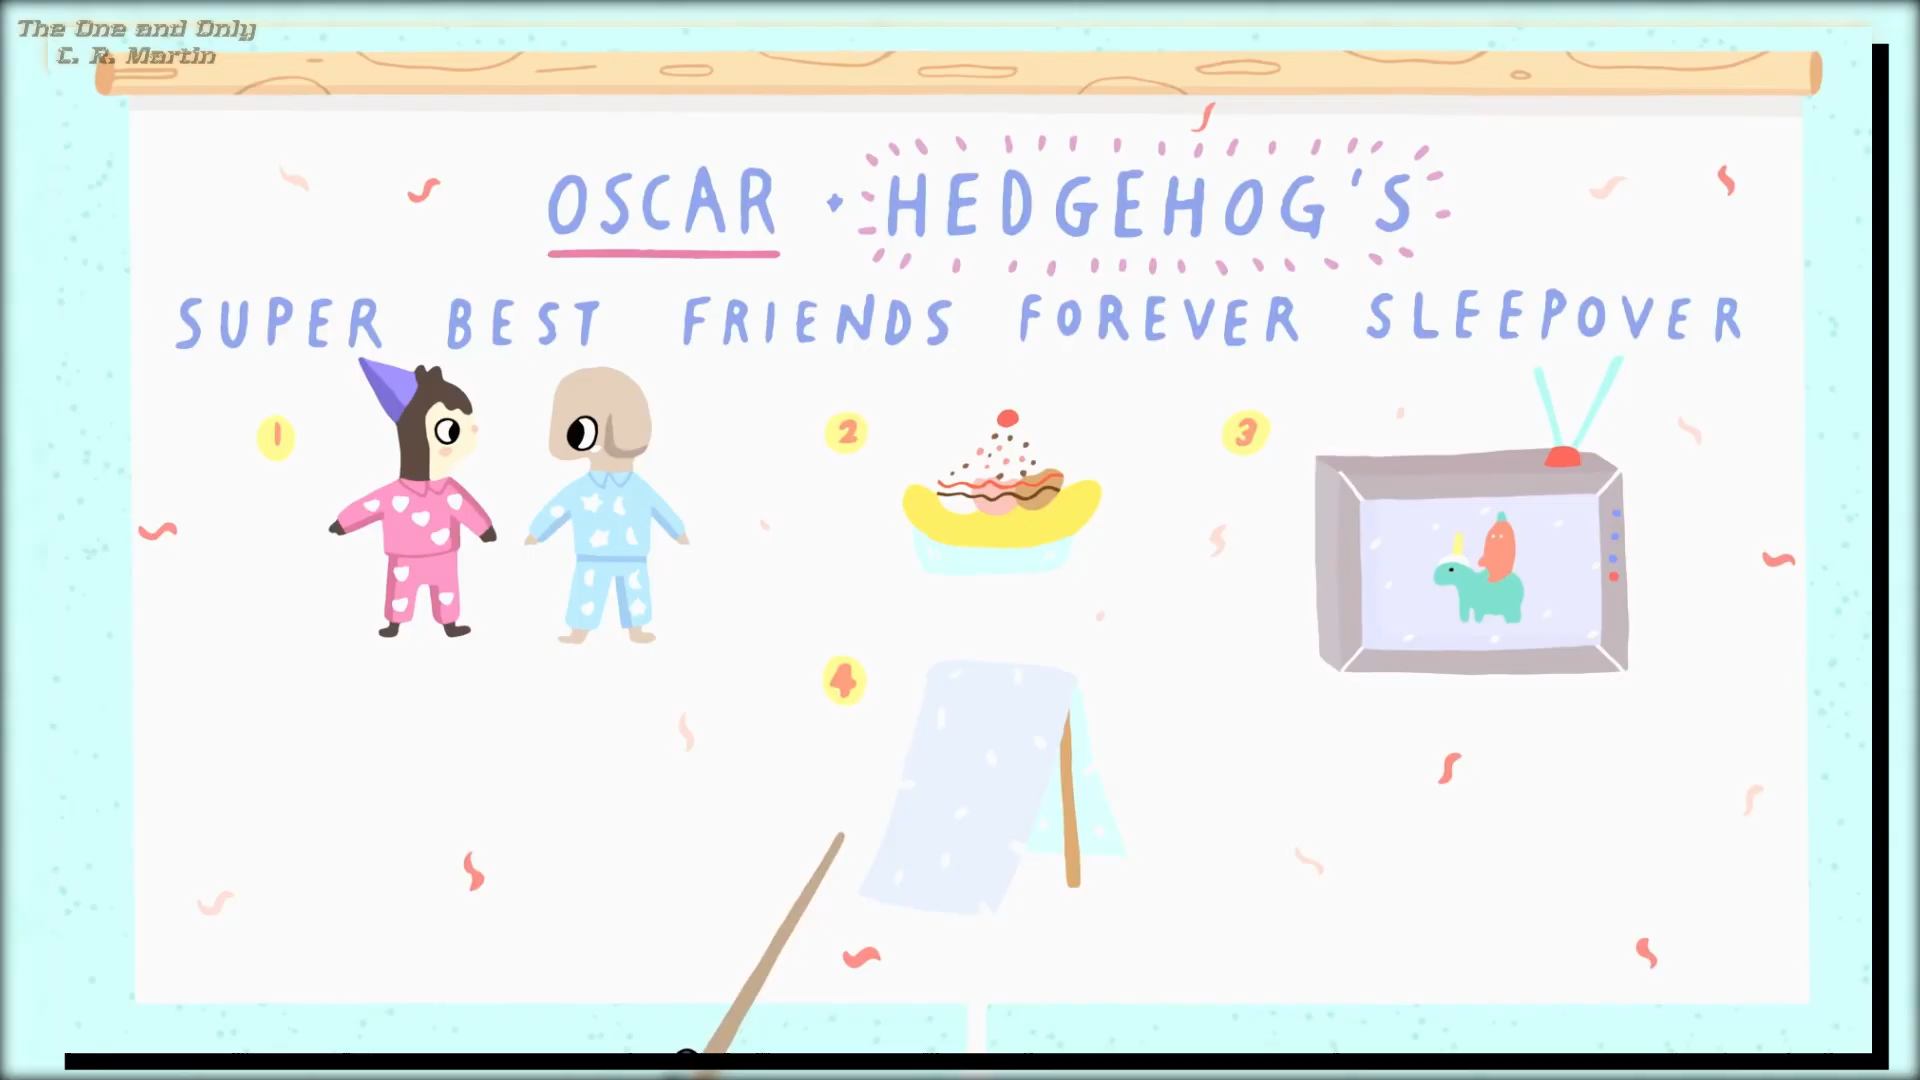 The One and Only
C. R. Martin
OSCAR + HEDGEHOG'S
SUPER BEST FRIENDS FOREVER SLEEPOVER
1
2
3
4